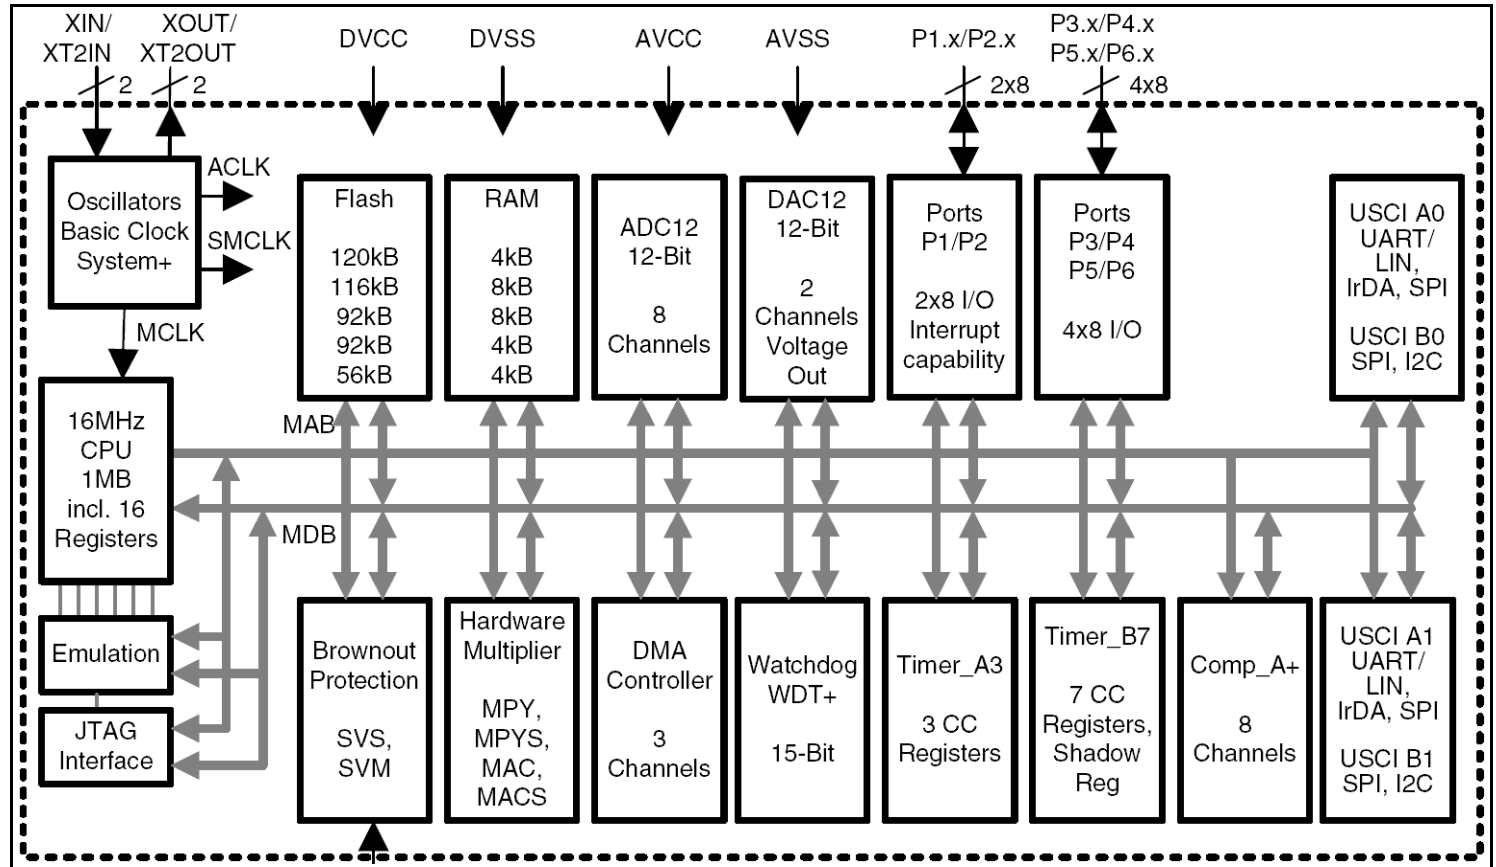 XIN/
XT2IN
2
XOUT/
XT2OUT
2
DVCC
DVSS
AVCC
AVSS
P1.x/P2.x
2x8
P3.x/P4.x
P5.x/P6.x
4x8
Oscillators
Basic Clock
System+
ACLK
SMCLK
MCLK
Flash
120kB
116kB
92kB
92kB
56kB
RAM
4kB
8kB
8kB
4kB
4kB
ADC12
12-Bit
8
Channels
DAC12
12-Bit
2
Channels
Voltage
Out
Ports
P1/P2
2x8 I/O
Interrupt
capability
Ports
P3/P4
P5/P6
4x8 I/O
USCI A0
UART/
LIN,
IrDA, SPI
USCI B0
SPI, I2C
16MHz
CPU
1MB
incl. 16
Registers
MAB
MDB
Emulation
JTAG
Interface
Brownout
Protection
SVS,
SVM
Hardware
Multiplier
MPY,
MPYS,
MAC,
MACS
DMA
Controller
3
Channels
Watchdog
WDT+
15-Bit
Timer_A3
3 CC
Registers
Timer_B7
7 CC
Registers,
Shadow
Reg
Comp_A+
8
Channels
USCI A1
UART/
LIN,
IrDA, SPI
USCI B1
SPI, I2C